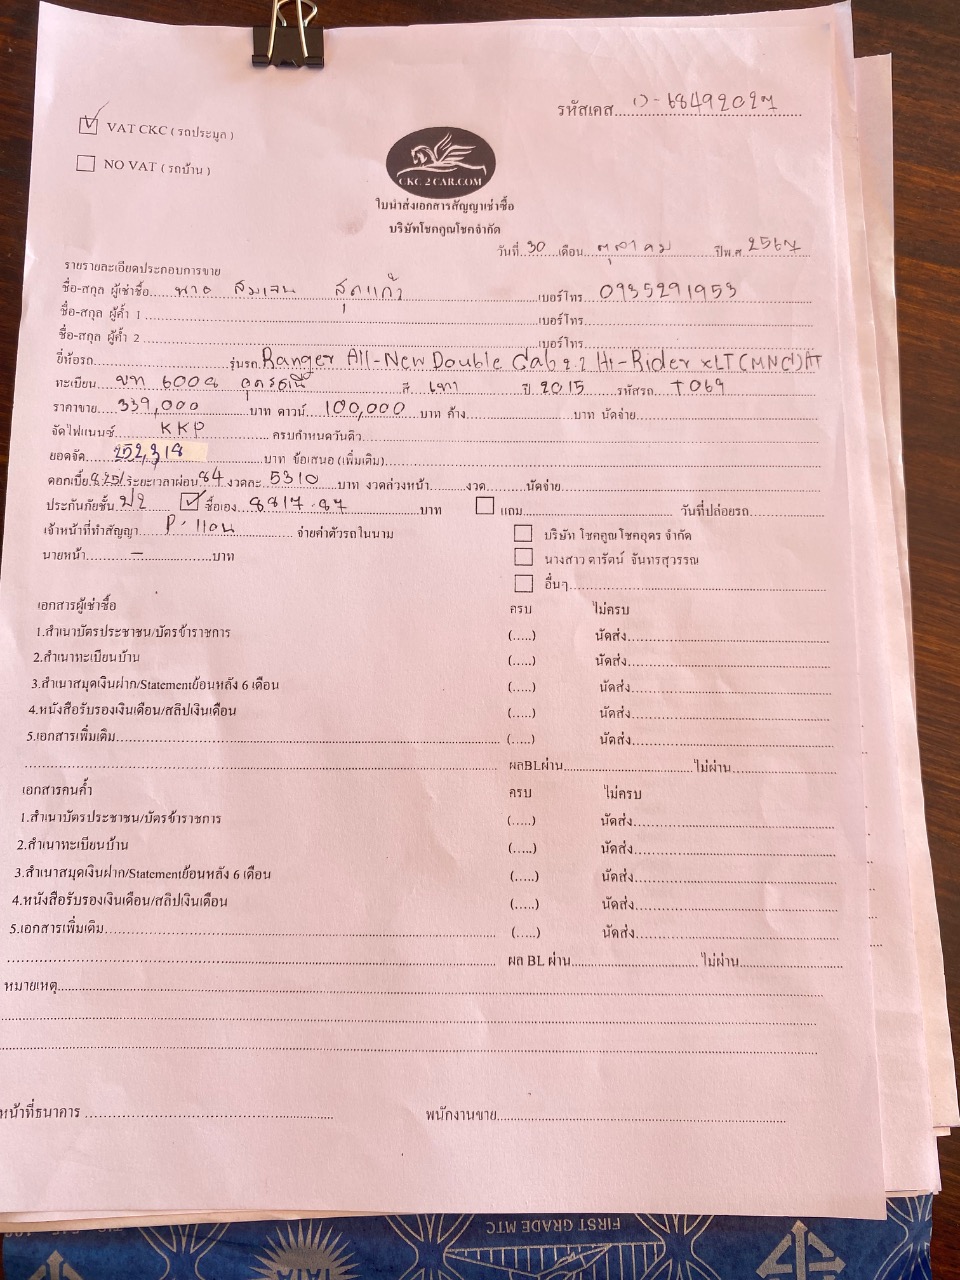 รหัสเคส............
VAT CKC ( รถประมูล )
NO VAT ( รถบ้าน )
CKC 2 CAR.COM
ใบนำส่งเอกสารสัญญาเช่าซื้อ
บริษัทโชคคูณโชคจำกัด
วันที่ 30 เดือน ตุลาคม ปีพ.ศ 2567
รายรายละเอียดประกอบการขาย
ชื่อ-สกุล ผู้เช่าซื้อ นาง สมเจน สุดแก้ว เบอร์โทร. 0935291953
ชื่อ-สกุล ผู้ค้ำ 1 เบอร์โทร.
ชื่อ-สกุล ผู้ค้ำ 2 เบอร์โทร.
ยี่ห้อรถ รุ่นรถ Ranger All-New Double Cab 2.2 Hi-Rider XLT AT
ทะเบียน 6008 อุดรธานี สี เทา ปี 2015 รหัสรถ T069
ราคาขาย 339,000 บาท ดาวน์ 100,000 บาท ค้าง บาท นัดจ่าย
จัดไฟแนนซ์ KKP ครบกำหนดวันติว
ยอดจัด 252,318 บาท ข้อเสนอ (เพิ่มเติม)
ดอกเบี้ย ระยะเวลาผ่อน 84 งวดละ 5310 บาท งวดล่วงหน้า งวด นัดจ่าย
ประกันภัยชั้น ป2 ซื้อเอง 8817.87 บาท แถม วันที่ปล่อยรถ
เจ้าหน้าที่ทำสัญญา P. แดน จ่ายค่าตัวรถในนาม บริษัท โชคคูณโชคอุดร จำกัด
นายหน้า - บาท นางสาว ดารัตน์ จันทรสุวรรณ
อื่นๆ
เอกสารผู้เช่าซื้อ ครบ ไม่ครบ
1.สำเนาบัตรประชาชน/บัตรข้าราชการ (.....) นัดส่ง
2.สำเนาทะเบียนบ้าน (.....) นัดส่ง
3.สำเนาสมุดเงินฝาก/Statementย้อนหลัง 6 เดือน (.....) นัดส่ง
4.หนังสือรับรองเงินเดือน/สลิปเงินเดือน (.....) นัดส่ง
5.เอกสารเพิ่มเติม (.....) นัดส่ง
ผลBLผ่าน ไม่ผ่าน
เอกสารคนค้ำ ครบ ไม่ครบ
1.สำเนาบัตรประชาชน/บัตรข้าราชการ (.....) นัดส่ง
2.สำเนาทะเบียนบ้าน (.....) นัดส่ง
3.สำเนาสมุดเงินฝาก/Statementย้อนหลัง 6 เดือน (.....) นัดส่ง
4.หนังสือรับรองเงินเดือน/สลิปเงินเดือน (.....) นัดส่ง
5.เอกสารเพิ่มเติม (.....) นัดส่ง
ผล BL ผ่าน ไม่ผ่าน
หมายเหตุ
หน้าที่ธนาคาร พนักงานขาย
FIRST GRADE MTC
TATA